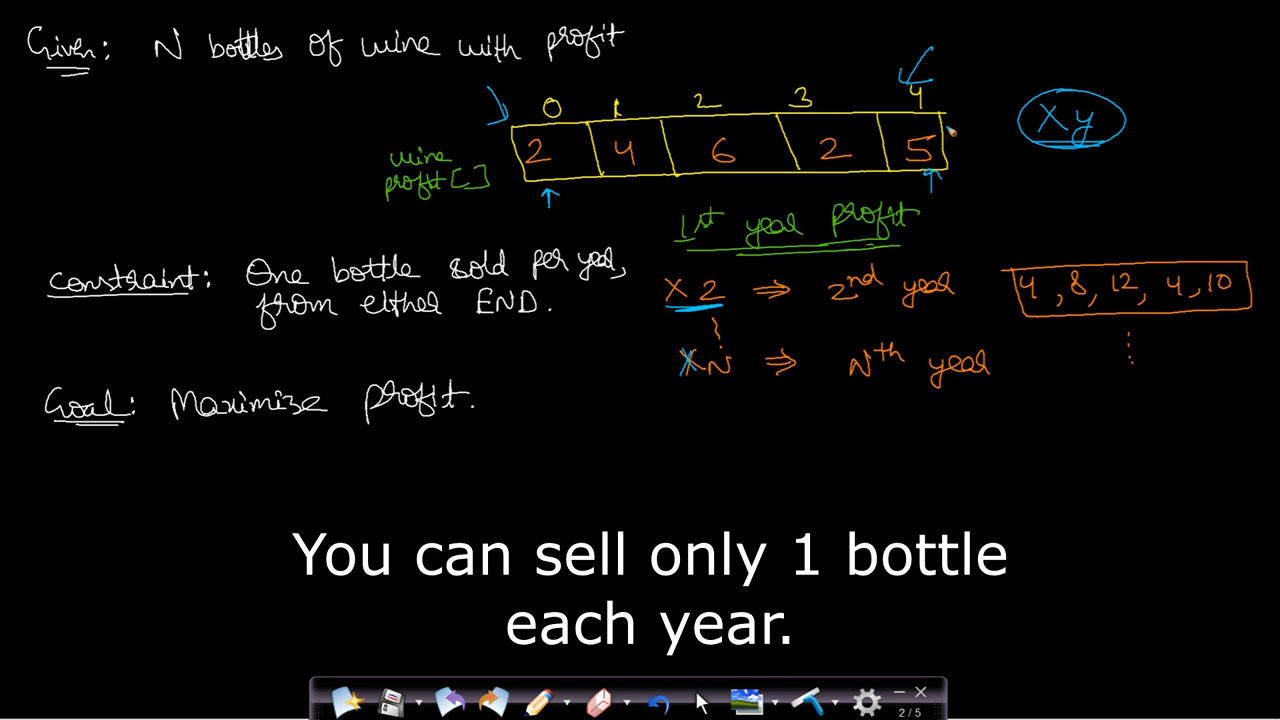 Given: N bottles of wine with profit
0 1 2 3 4
X y
wine
profit[ ]
2 4 6 2 5
1st year profit
constraint: One bottle sold per year,
from either END.
X 2 ⇒ 2nd year
4, 8, 12, 4, 10
XN ⇒ Nth year
Goal: Maximize profit.
You can sell only 1 bottle
each year.
2/5